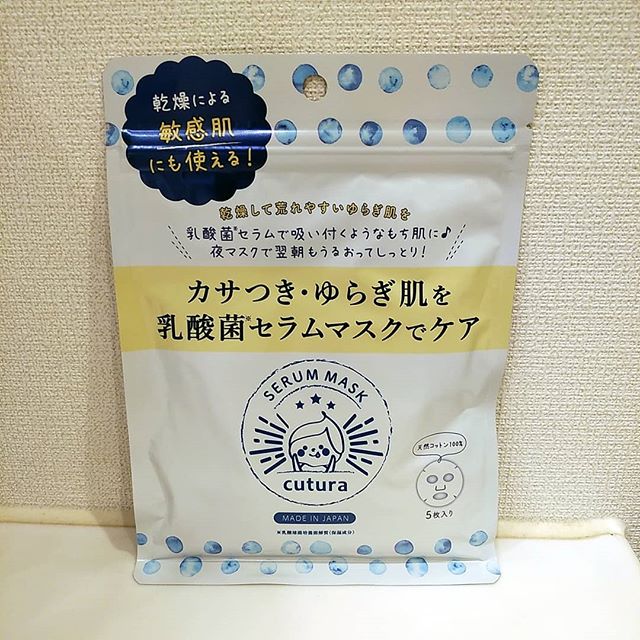 乾燥による
敏感肌
にも使える!
乾燥して荒れやすいゆらぎ肌を
乳酸菌※セラムで吸い付くようなもち肌に♪
夜マスクで翌朝もうるおってしっとり!
カサつき・ゆらぎ肌を
乳酸菌※セラムマスクでケア
SERUM MASK
cutura
MADE IN JAPAN
天然コットン100%
5枚入り